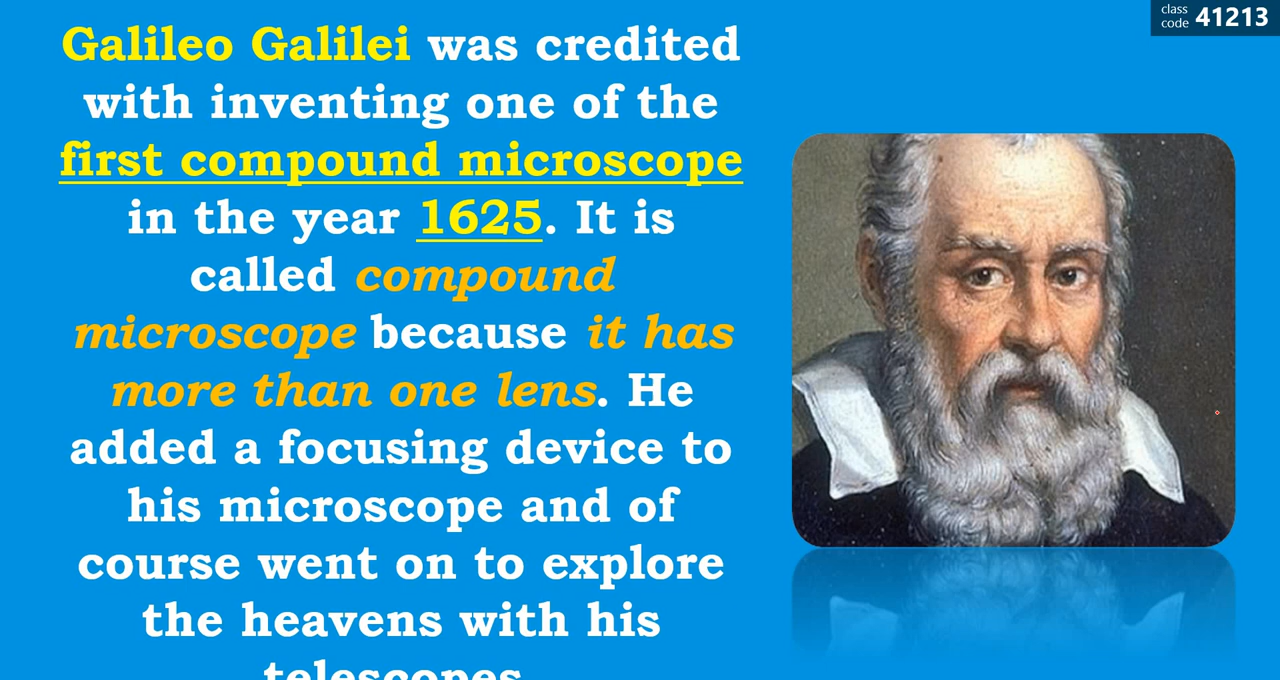 class
code 41213
Galileo Galilei was credited
with inventing one of the
first compound microscope
in the year 1625. It is
called compound
microscope because it has
more than one lens. He
added a focusing device to
his microscope and of
course went on to explore
the heavens with his
telescopes